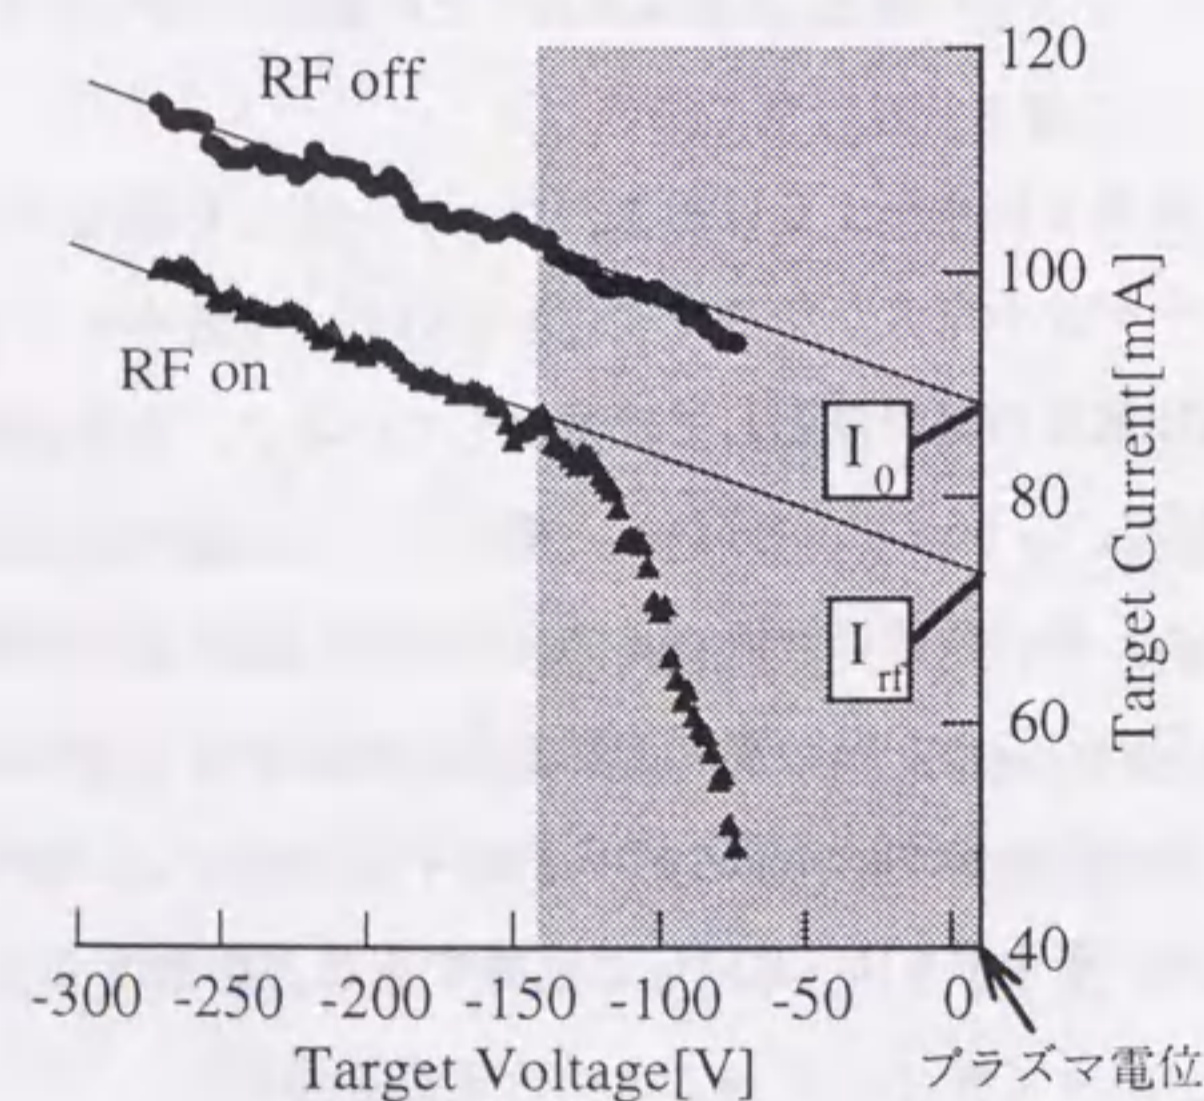 RF off
RF on
I0
Irf
120
100
80
60
40
Target Current[mA]
-300 -250 -200 -150 -100 -50 0
Target Voltage[V]
プラズマ電位